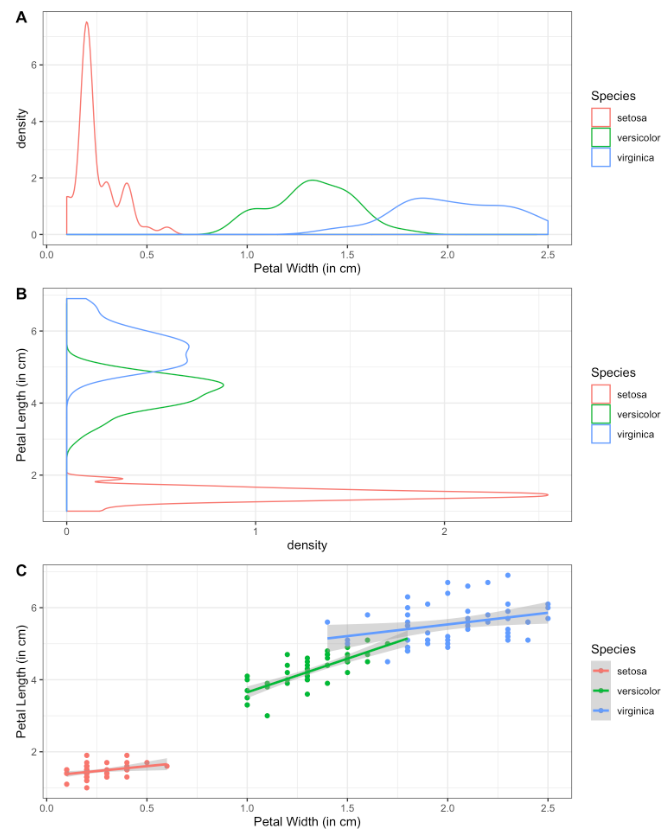 A
density
6
4
2
0
0.0 0.5 1.0 1.5 2.0 2.5
Petal Width (in cm)
Species
setosa
versicolor
virginica
B
Petal Length (in cm)
6
4
2
0 1 2
density
Species
setosa
versicolor
virginica
C
Petal Length (in cm)
6
4
2
0.0 0.5 1.0 1.5 2.0 2.5
Petal Width (in cm)
Species
setosa
versicolor
virginica